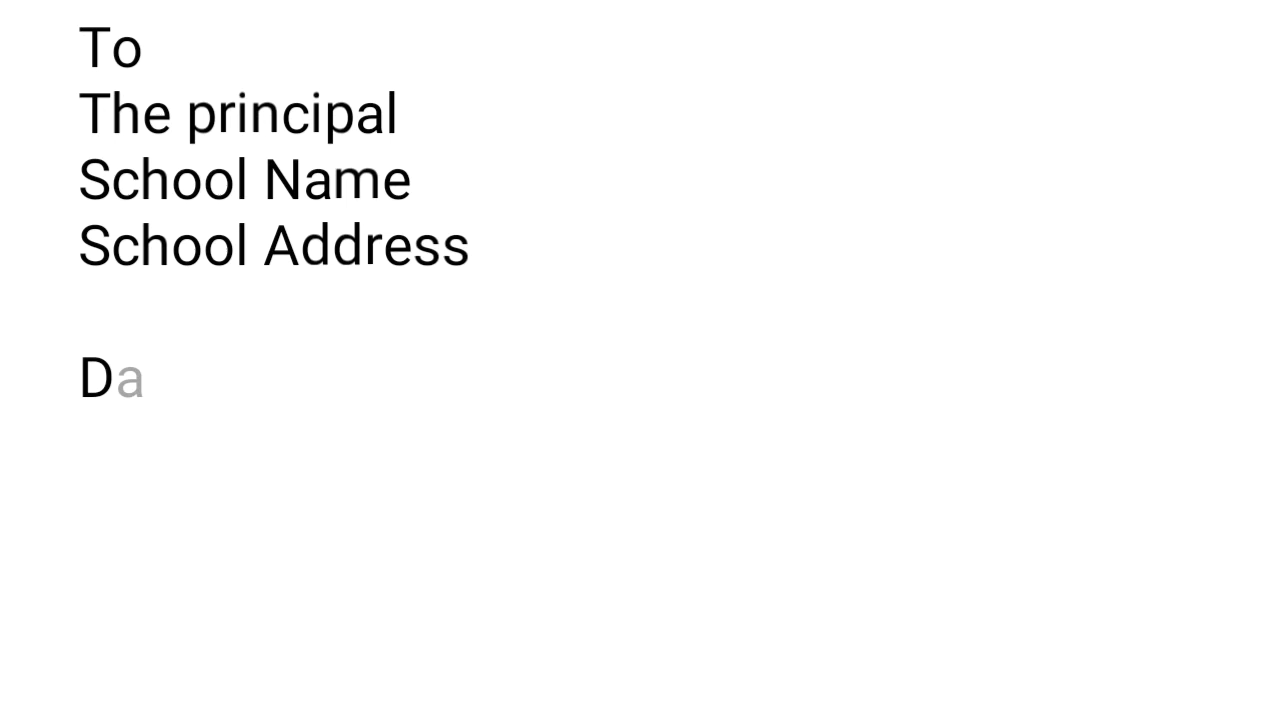 To
The principal
School Name
School Address
Da